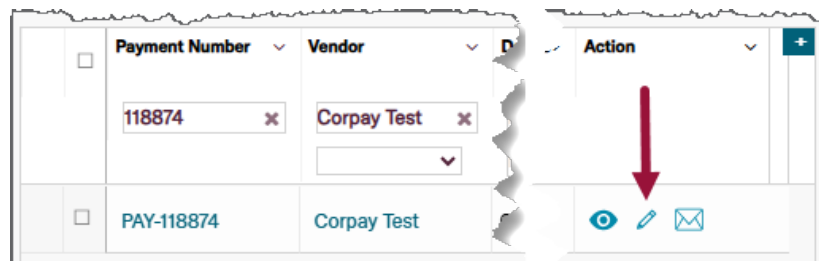 Payment Number Vendor Action +
118874 Corpay Test
PAY-118874 Corpay Test